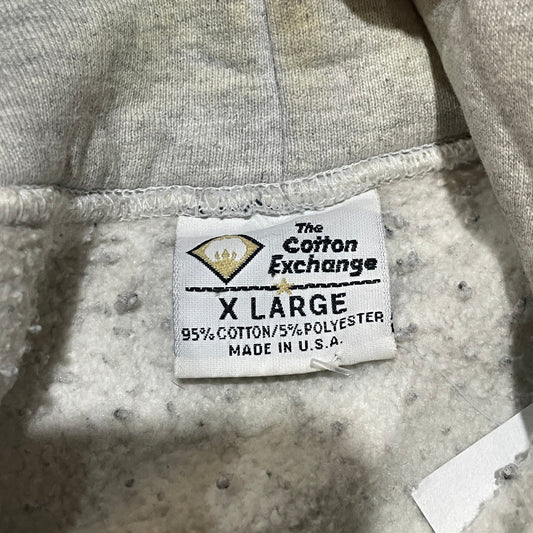 The
Cotton
Exchange
X LARGE
95% COTTON/5% POLYESTER
MADE IN U.S.A.